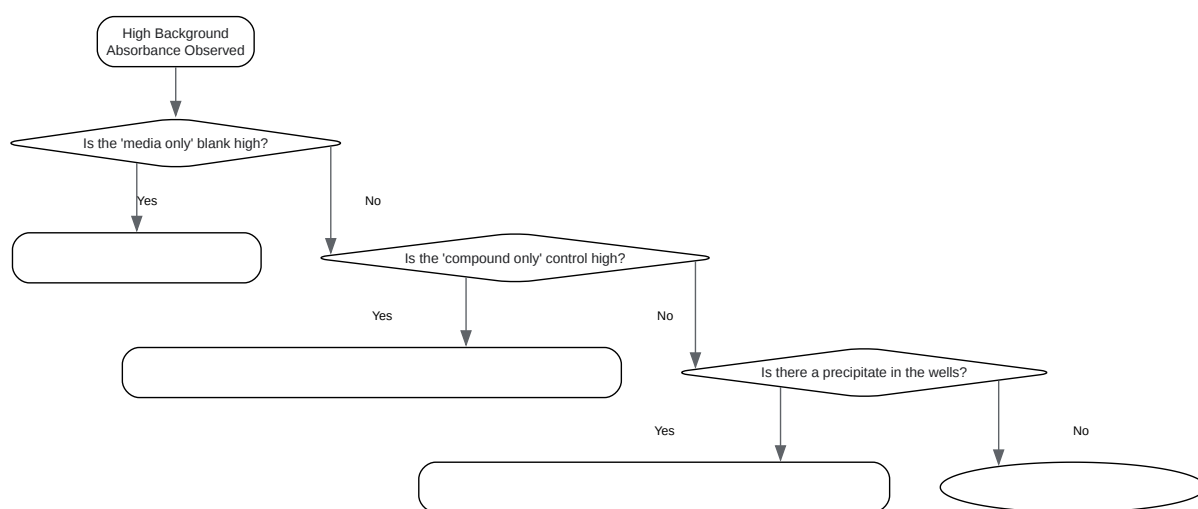 High Background
Absorbance Observed
Is the 'media only' blank high?
Yes
No
Is the 'compound only' control high?
Yes
No
Is there a precipitate in the wells?
Yes
No